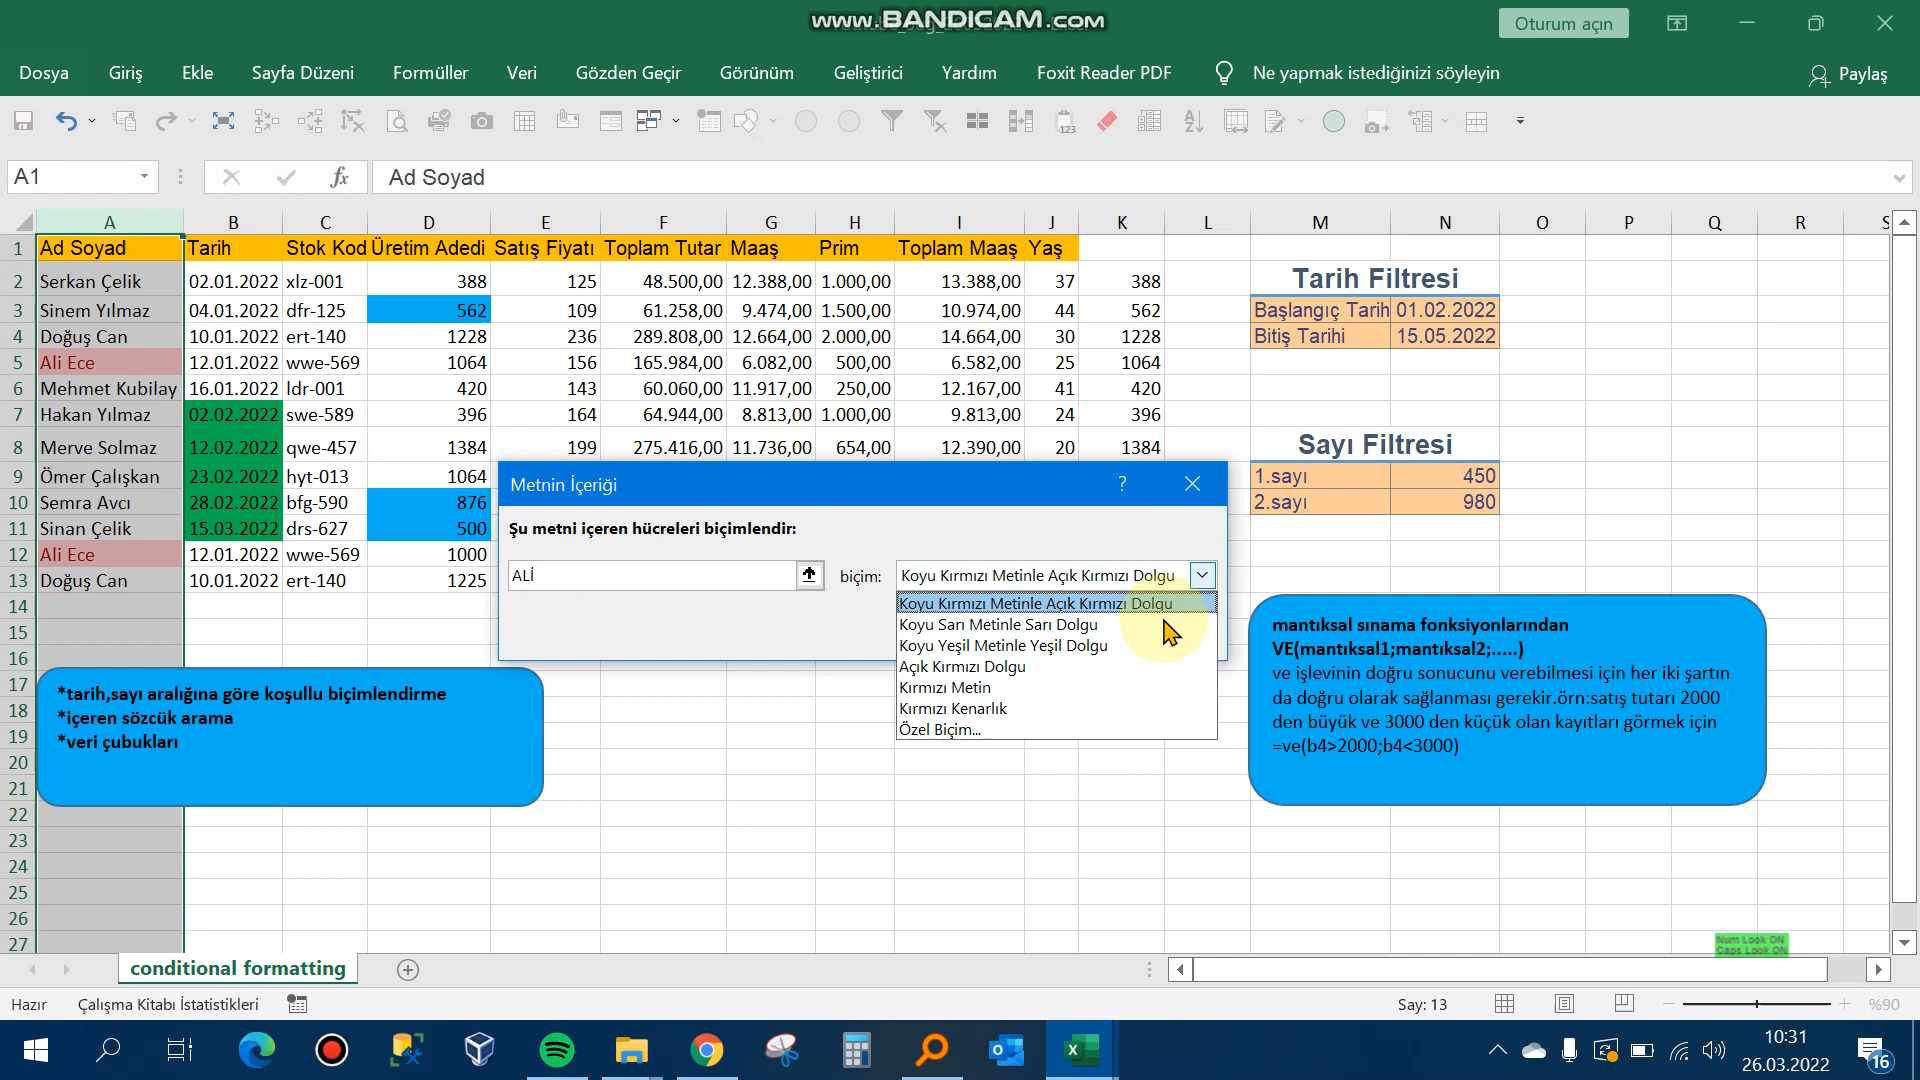 www.BANDICAM.com
Oturum açın
Dosya Giriş Ekle Sayfa Düzeni Formüller Veri Gözden Geçir Görünüm Geliştirici Yardım Foxit Reader PDF Ne yapmak istediğinizi söyleyin Paylaş
A1 fx Ad Soyad
A B C D E F G H I J K L M N O P Q R S
1 Ad Soyad Tarih Stok Kod Üretim Adedi Satış Fiyatı Toplam Tutar Maaş Prim Toplam Maaş Yaş
2 Serkan Çelik 02.01.2022 xlz-001 388 125 48.500,00 12.388,00 1.000,00 13.388,00 37 388 Tarih Filtresi
3 Sinem Yılmaz 04.01.2022 dfr-125 562 109 61.258,00 9.474,00 1.500,00 10.974,00 44 562 Başlangıç Tarih 01.02.2022
4 Doğuş Can 10.01.2022 ert-140 1228 236 289.808,00 12.664,00 2.000,00 14.664,00 30 1228 Bitiş Tarihi 15.05.2022
5 Ali Ece 12.01.2022 wwe-569 1064 156 165.984,00 6.082,00 500,00 6.582,00 25 1064
6 Mehmet Kubilay 16.01.2022 ldr-001 420 143 60.060,00 11.917,00 250,00 12.167,00 41 420
7 Hakan Yılmaz 02.02.2022 swe-589 396 164 64.944,00 8.813,00 1.000,00 9.813,00 24 396
8 Merve Solmaz 12.02.2022 qwe-457 1384 199 275.416,00 11.736,00 654,00 12.390,00 20 1384 Sayı Filtresi
9 Ömer Çalışkan 23.02.2022 hyt-013 1064 1.sayı 450
10 Semra Avcı 28.02.2022 bfg-590 876 2.sayı 980
11 Sinan Çelik 15.03.2022 drs-627 500
12 Ali Ece 12.01.2022 wwe-569 1000
13 Doğuş Can 10.01.2022 ert-140 1225
14
15
16
17
18
19
20
21
22
23
24
25
26
27
Metnin İçeriği ?
Şu metni içeren hücreleri biçimlendir:
ALİ biçim: Koyu Kırmızı Metinle Açık Kırmızı Dolgu
Koyu Kırmızı Metinle Açık Kırmızı Dolgu
Koyu Sarı Metinle Sarı Dolgu
Koyu Yeşil Metinle Yeşil Dolgu
Açık Kırmızı Dolgu
Kırmızı Metin
Kırmızı Kenarlık
Özel Biçim...
*tarih,sayı aralığına göre koşullu biçimlendirme
*içeren sözcük arama
*veri çubukları
mantıksal sınama fonksiyonlarından
VE(mantıksal1;mantıksal2;.....)
ve işlevinin doğru sonucunu verebilmesi için her iki şartın
da doğru olarak sağlanması gerekir.örn:satış tutarı 2000
den büyük ve 3000 den küçük olan kayıtları görmek için
=ve(b4>2000;b4<3000)
Num Look ON
Caps Look ON
conditional formatting
Hazır Çalışma Kitabı İstatistikleri Say: 13 %90
10:31
26.03.2022
16